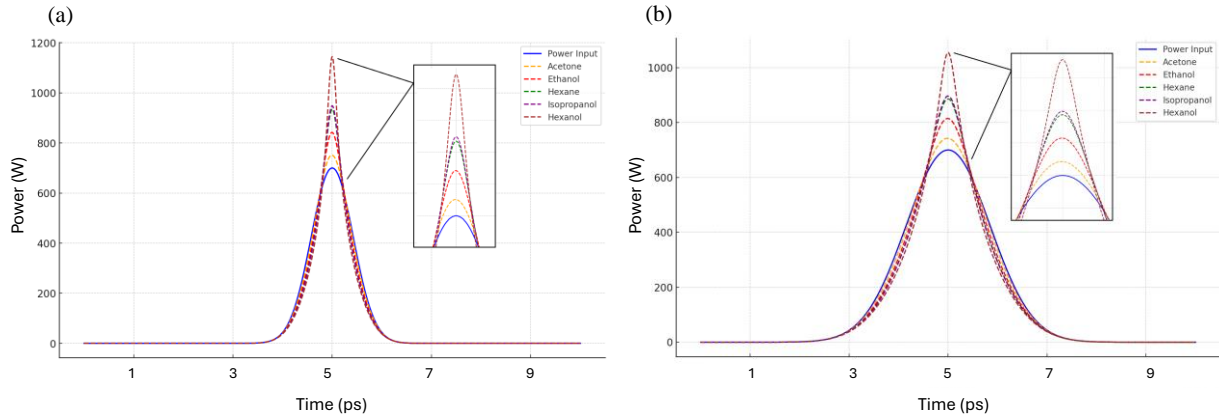 (a)
1200
1000
800
600
400
200
0
Power (W)
1
3
5
7
9
Time (ps)
Power Input
Acetone
Ethanol
Hexane
Isopropanol
Hexanol
(b)
1000
800
600
400
200
0
Power (W)
1
3
5
7
9
Time (ps)
Power Input
Acetone
Ethanol
Hexane
Isopropanol
Hexanol